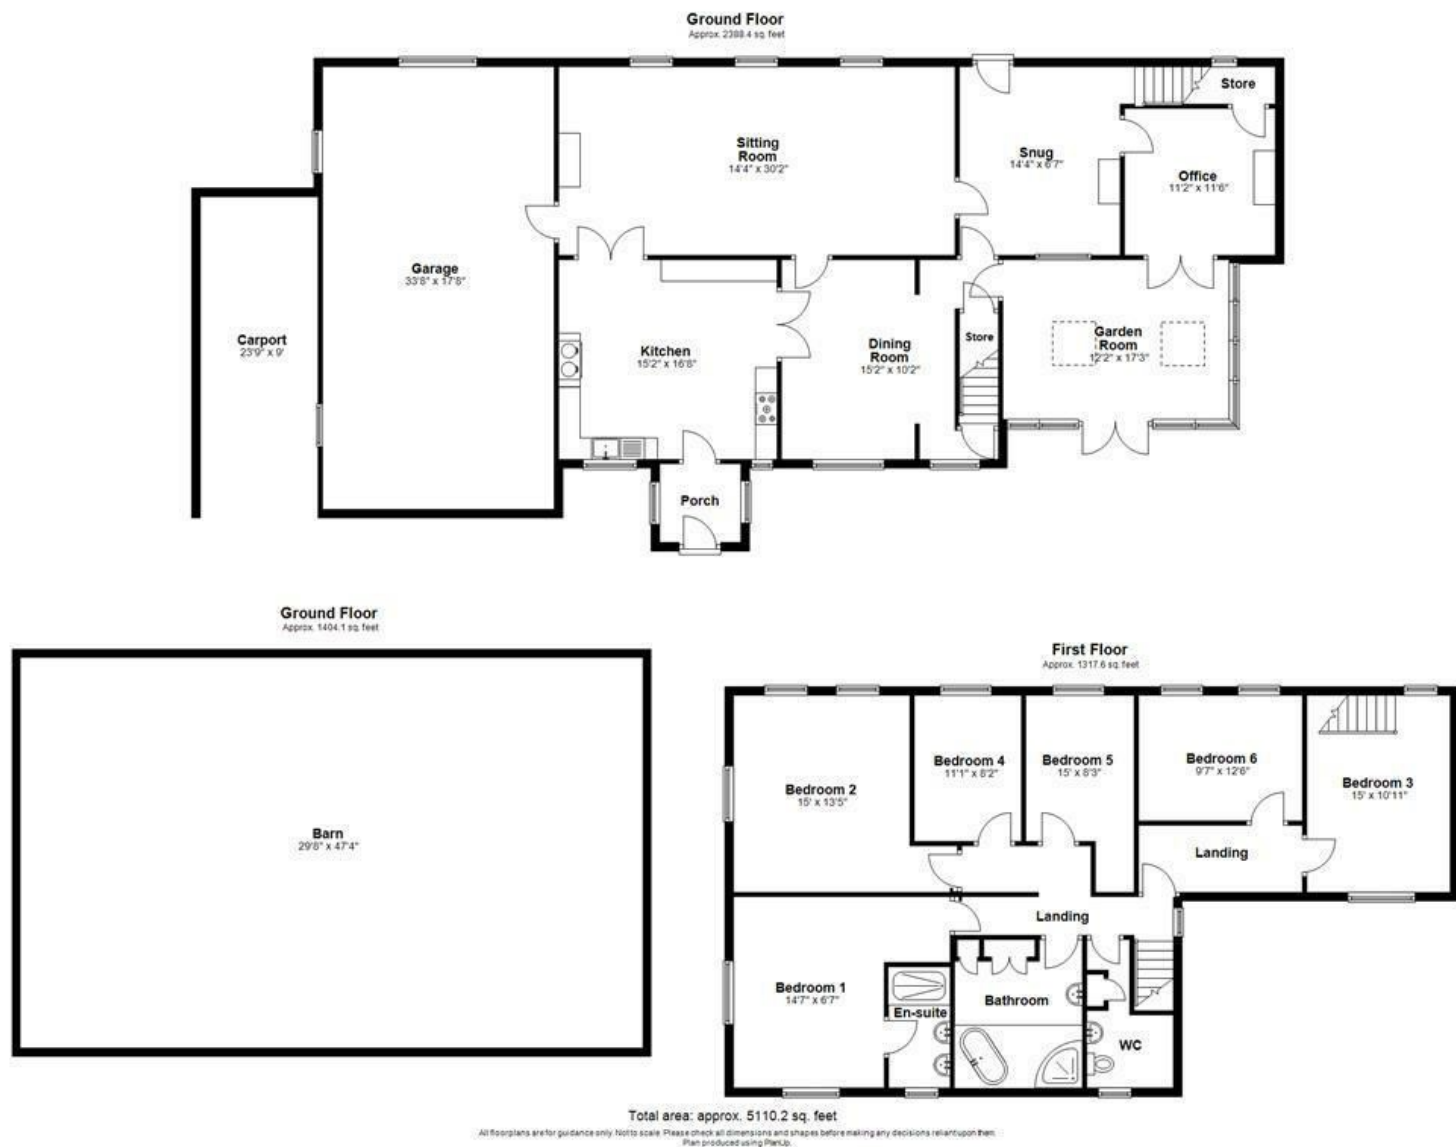 Ground Floor
Approx. 2388.4 sq. feet
Store
Sitting
Room
14'4" x 30'2"
Snug
14'4" x 6'7"
Office
11'2" x 11'6"
Garage
33'8" x 17'8"
Carport
23'9" x 9'
Kitchen
15'2" x 16'8"
Dining
Room
15'2" x 10'2"
Store
Garden
Room
12'2" x 17'3"
Porch
Ground Floor
Approx. 1404.1 sq. feet
Barn
29'8" x 47'4"
First Floor
Approx. 1317.6 sq. feet
Bedroom 2
15' x 13'5"
Bedroom 4
11'1" x 8'2"
Bedroom 5
15' x 8'3"
Bedroom 6
9'7" x 12'6"
Bedroom 3
15' x 10'11"
Landing
Landing
Bedroom 1
14'7" x 6'7"
En-suite
Bathroom
WC
Total area: approx. 5110.2 sq. feet
All floorplans are for guidance only. Not to scale. Please check all dimensions and shapes before making any decisions reliant upon them.
Plan produced using PlanUp.